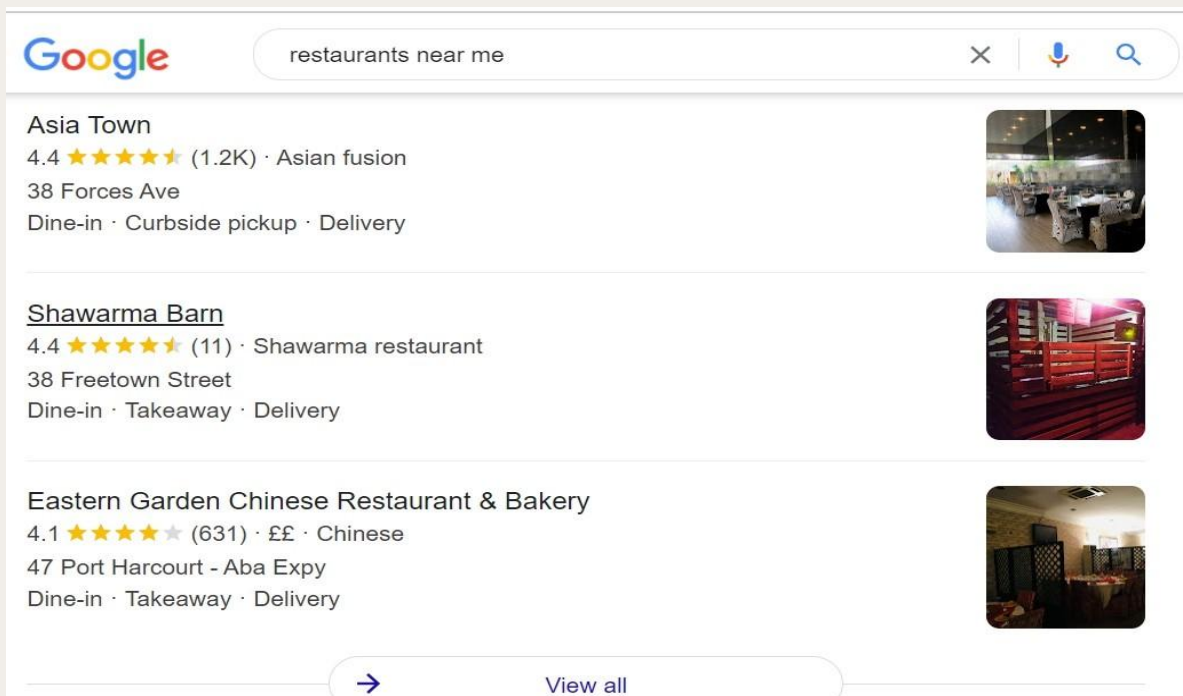 Google
restaurants near me
Asia Town
4.4 (1.2K) · Asian fusion
38 Forces Ave
Dine-in · Curbside pickup · Delivery
Shawarma Barn
4.4 (11) · Shawarma restaurant
38 Freetown Street
Dine-in · Takeaway · Delivery
Eastern Garden Chinese Restaurant & Bakery
4.1 (631) · ££ · Chinese
47 Port Harcourt - Aba Expy
Dine-in · Takeaway · Delivery
View all